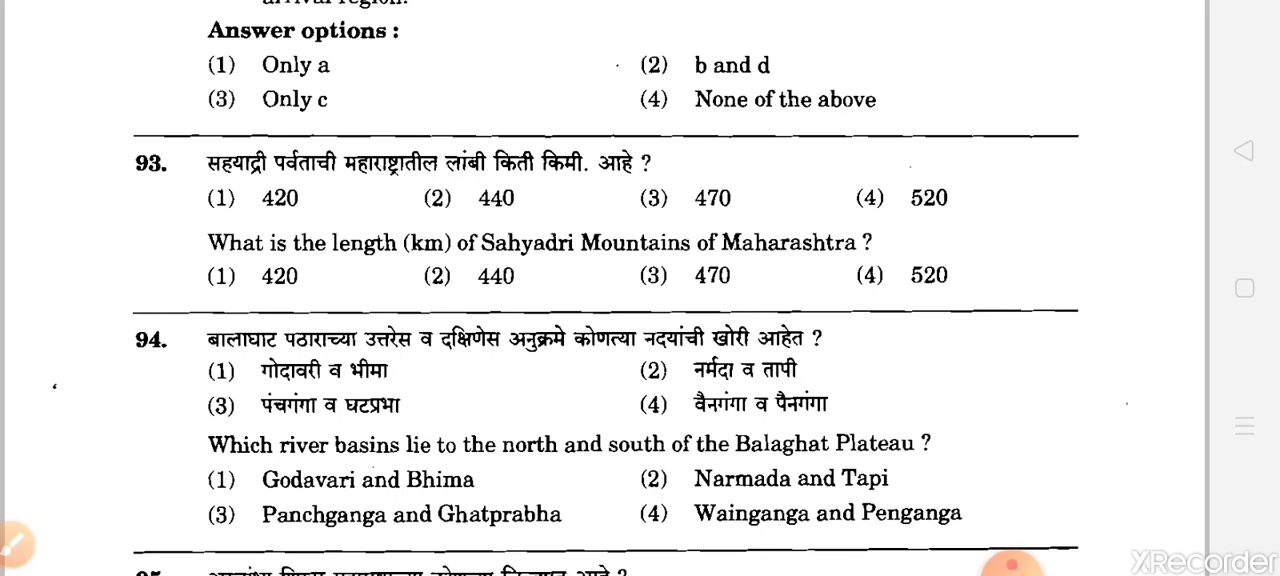 Answer options :
(1) Only a (2) b and d
(3) Only c (4) None of the above
93. सहयाद्री पर्वताची महाराष्ट्रातील लांबी किती किमी. आहे ?
(1) 420 (2) 440 (3) 470 (4) 520
What is the length (km) of Sahyadri Mountains of Maharashtra ?
(1) 420 (2) 440 (3) 470 (4) 520
94. बालाघाट पठाराच्या उत्तरेस व दक्षिणेस अनुक्रमे कोणत्या नदयांची खोरी आहेत ?
(1) गोदावरी व भीमा (2) नर्मदा व तापी
(3) पंचगंगा व घटप्रभा (4) वैनगंगा व पैनगंगा
Which river basins lie to the north and south of the Balaghat Plateau ?
(1) Godavari and Bhima (2) Narmada and Tapi
(3) Panchganga and Ghatprabha (4) Wainganga and Penganga
XRecorder